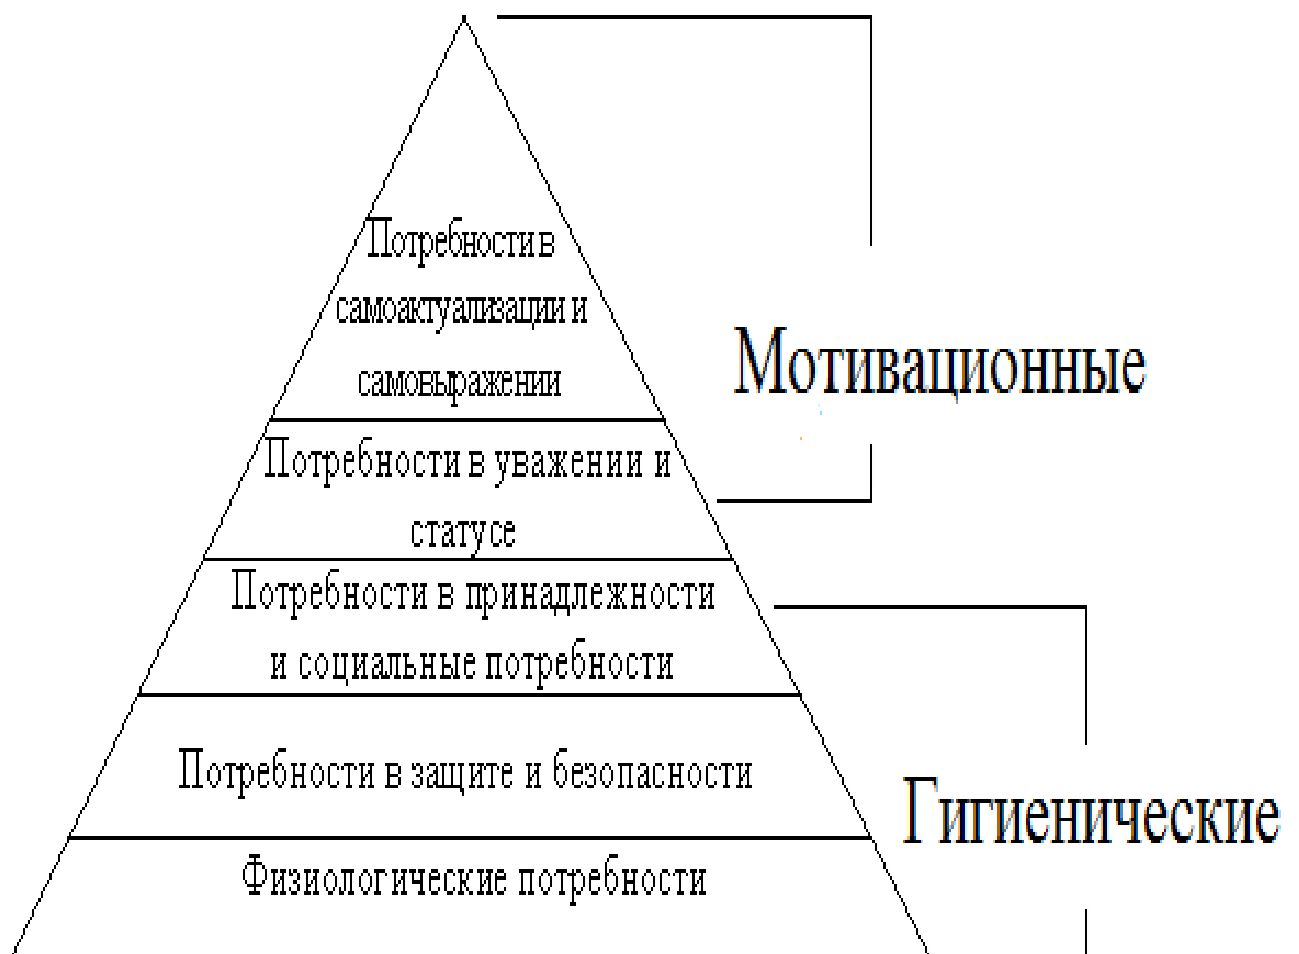 Потребности в
самоактуализации и
самовыражении
Мотивационные
Потребности в уважении и
статусе
Потребности в принадлежности
и социальные потребности
Потребности в защите и безопасности
Гигиенические
Физиологические потребности